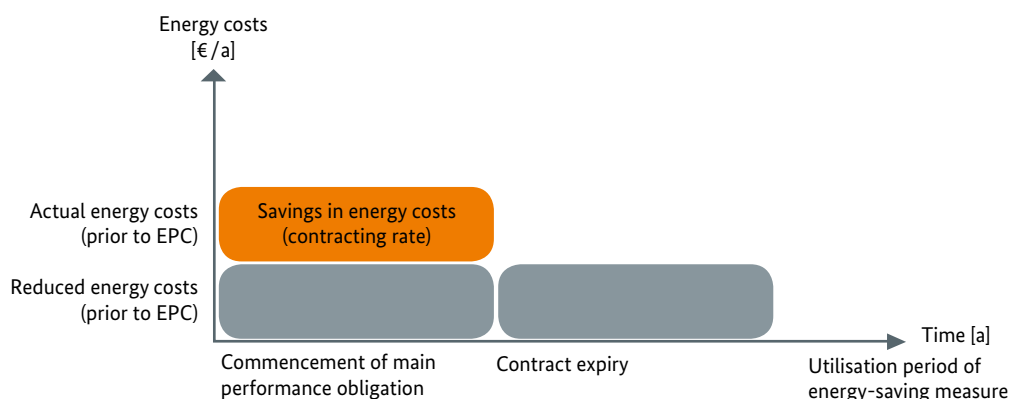 Energy costs
[€/a]
Actual energy costs
(prior to EPC)
Savings in energy costs
(contracting rate)
Reduced energy costs
(prior to EPC)
Time [a]
Commencement of main
performance obligation
Contract expiry
Utilisation period of
energy-saving measure